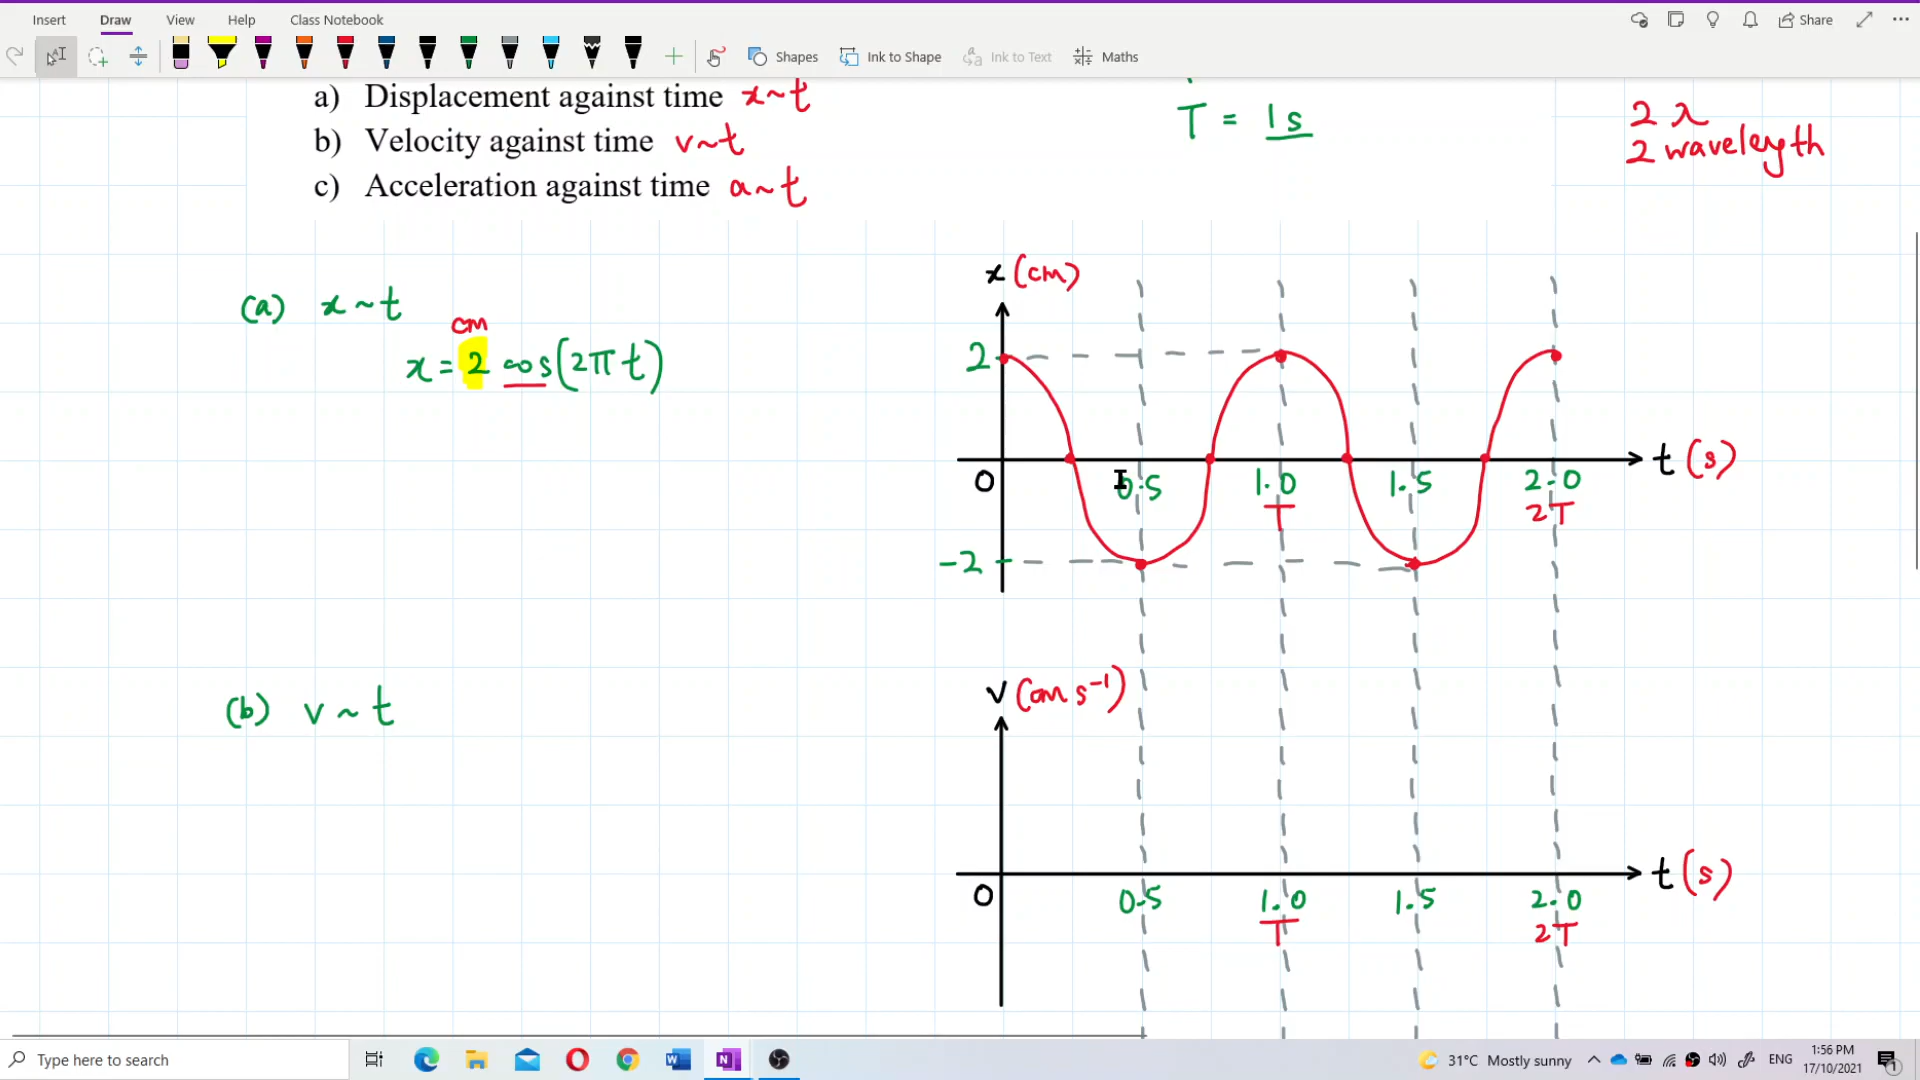 Insert Draw View Help Class Notebook Share
Shapes Ink to Shape Ink to Text Maths
a) Displacement against time x~t
b) Velocity against time v~t
c) Acceleration against time a~t
T = 1s
2 λ
2 wavelength
(a) x ~ t
cm
x = 2 cos(2πt)
x (cm)
2
0 0.5 1.0 1.5 2.0 t (s)
T 2T
-2
(b) v ~ t
v (cm s⁻¹)
0 0.5 1.0 1.5 2.0 t (s)
T 2T
Type here to search
31°C Mostly sunny ENG 1:56 PM
17/10/2021
1